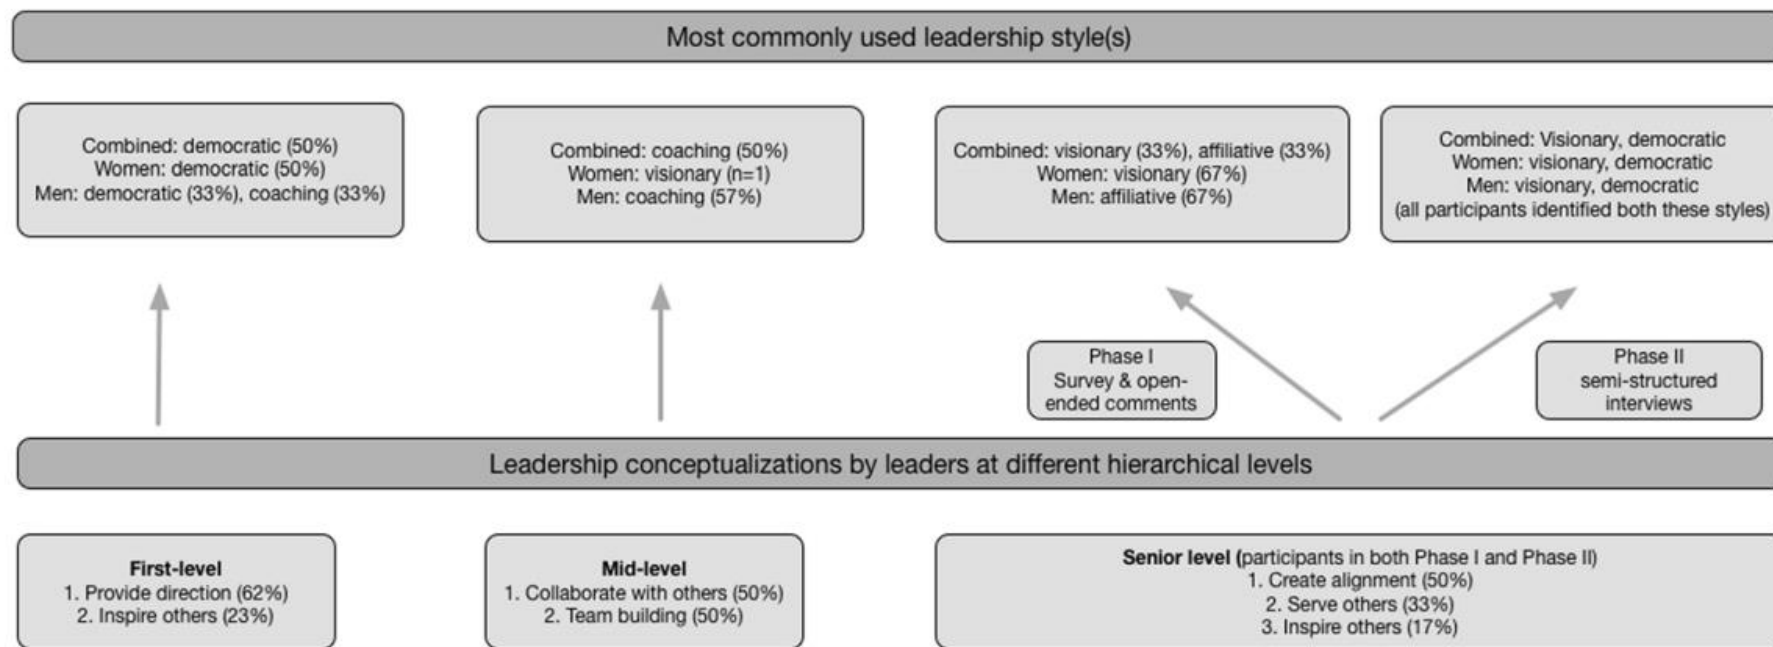 Most commonly used leadership style(s)
Combined: democratic (50%)
Women: democratic (50%)
Men: democratic (33%), coaching (33%)
Combined: coaching (50%)
Women: visionary (n=1)
Men: coaching (57%)
Combined: visionary (33%), affiliative (33%)
Women: visionary (67%)
Men: affiliative (67%)
Combined: Visionary, democratic
Women: visionary, democratic
Men: visionary, democratic
(all participants identified both these styles)
Phase I
Survey & open-
ended comments
Phase II
semi-structured
interviews
Leadership conceptualizations by leaders at different hierarchical levels
First-level
1. Provide direction (62%)
2. Inspire others (23%)
Mid-level
1. Collaborate with others (50%)
2. Team building (50%)
Senior level (participants in both Phase I and Phase II)
1. Create alignment (50%)
2. Serve others (33%)
3. Inspire others (17%)